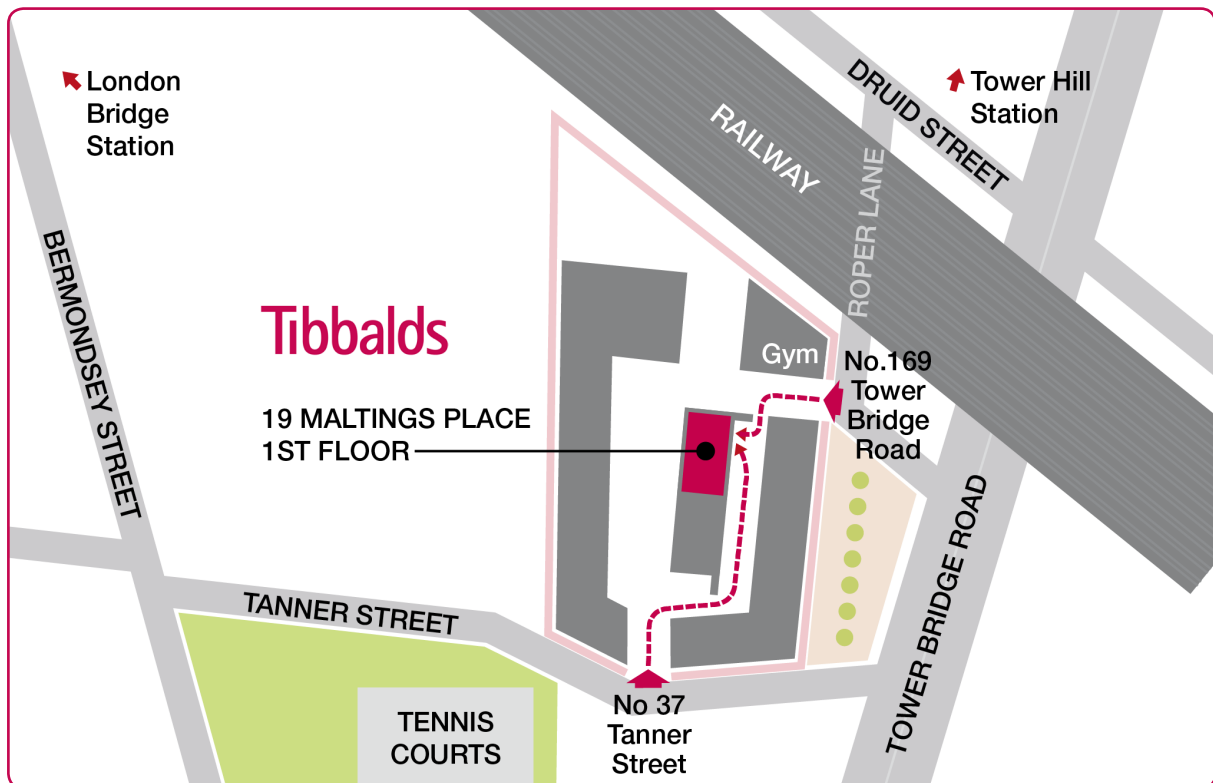 London
Bridge
Station
DRUID STREET
Tower Hill
Station
RAILWAY
ROPER LANE
BERMONDSEY STREET
Tibbalds
Gym
No.169
Tower
Bridge
Road
19 MALTINGS PLACE
1ST FLOOR
TOWER BRIDGE ROAD
TANNER STREET
No 37
Tanner
Street
TENNIS
COURTS